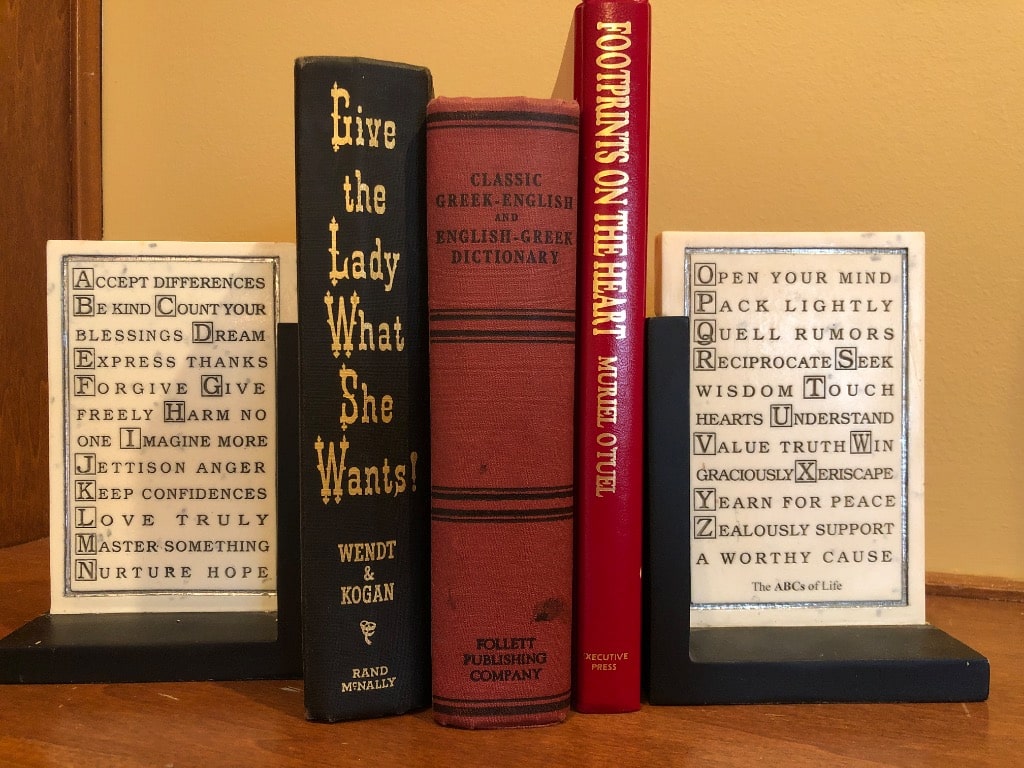 ACCEPT DIFFERENCES
BE KIND COUNT YOUR
BLESSINGS DREAM
EXPRESS THANKS
FORGIVE GIVE
FREELY HARM NO
ONE IMAGINE MORE
JETTISON ANGER
KEEP CONFIDENCES
LOVE TRULY
MASTER SOMETHING
NURTURE HOPE
Give
the
Lady
What
She
Wants!
WENDT
&
KOGAN
RAND
McNALLY
CLASSIC
GREEK-ENGLISH
AND
ENGLISH-GREEK
DICTIONARY
FOLLETT
PUBLISHING
COMPANY
FOOTPRINTS ON THE HEART MURIEL O'TUEL
EXECUTIVE
PRESS
OPEN YOUR MIND
PACK LIGHTLY
QUELL RUMORS
RECIPROCATE SEEK
WISDOM TOUCH
HEARTS UNDERSTAND
VALUE TRUTH WIN
GRACIOUSLY XERISCAPE
YEARN FOR PEACE
ZEALOUSLY SUPPORT
A WORTHY CAUSE
The ABCs of Life